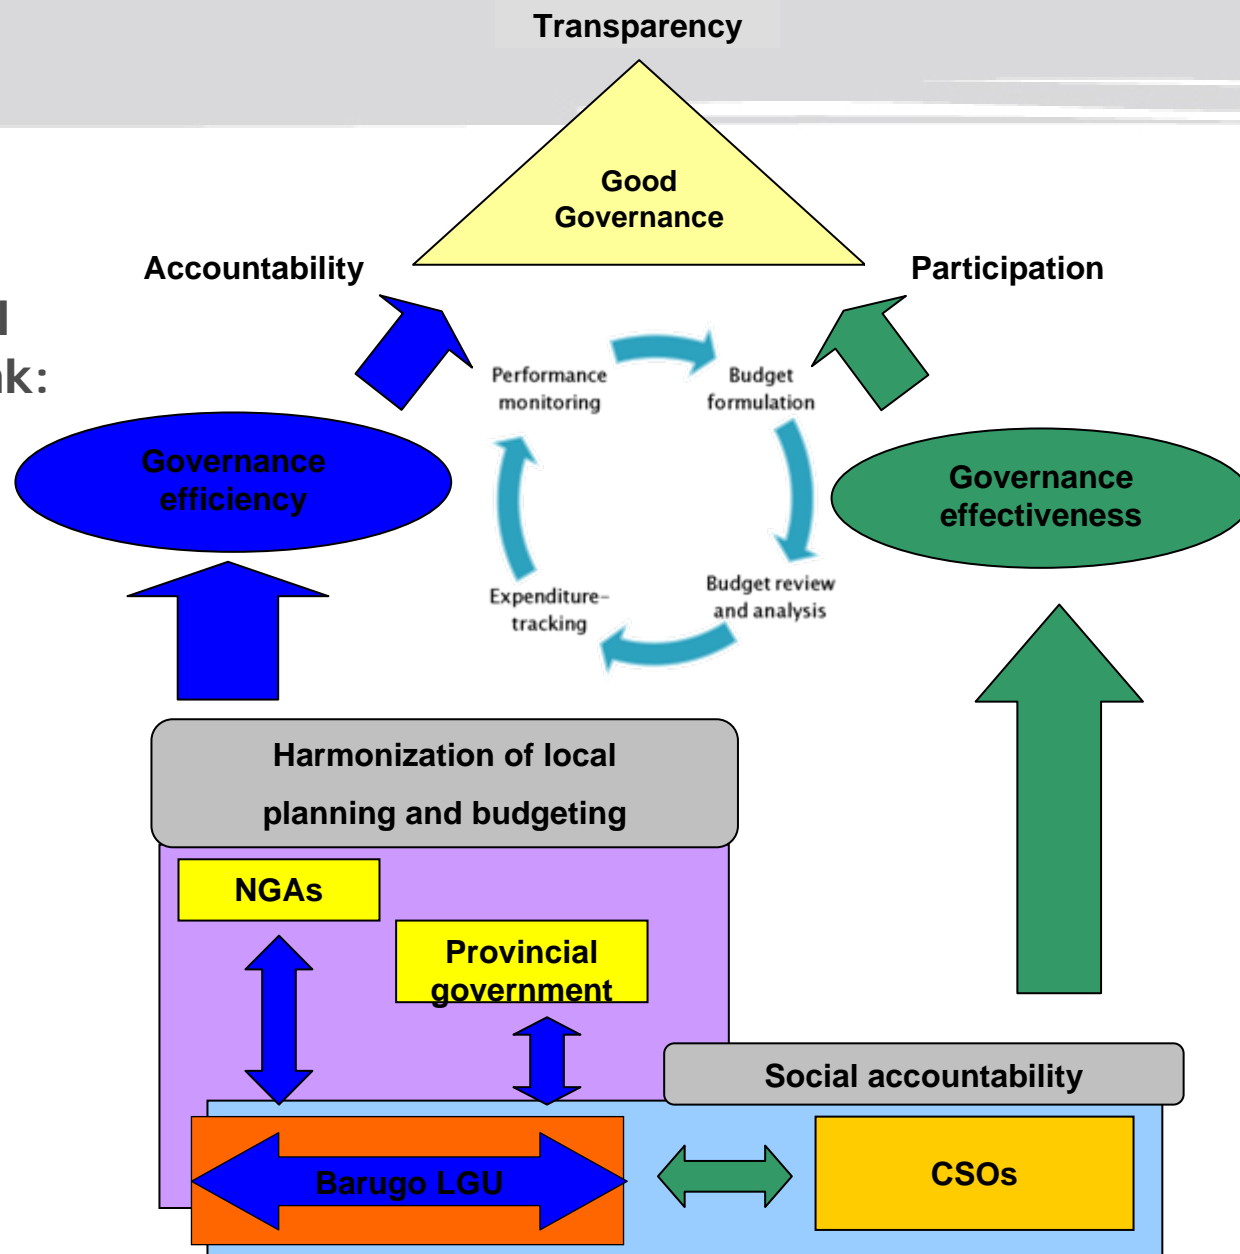 Transparency
Good
Governance
Accountability
Participation
k:
Performance
monitoring
Budget
formulation
Governance
efficiency
Governance
effectiveness
Expenditure-
tracking
Budget review
and analysis
Harmonization of local
planning and budgeting
NGAs
Provincial
government
Social accountability
Barugo LGU
CSOs